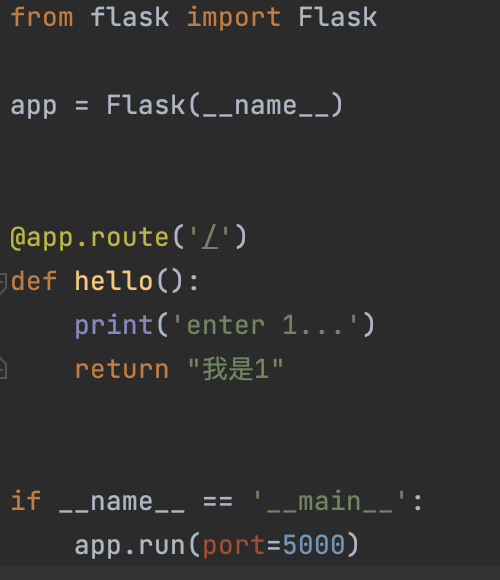 from flask import Flask
app = Flask(__name__)
@app.route('/')
def hello():
    print('enter 1...')
    return "我是1"
if __name__ == '__main__':
    app.run(port=5000)